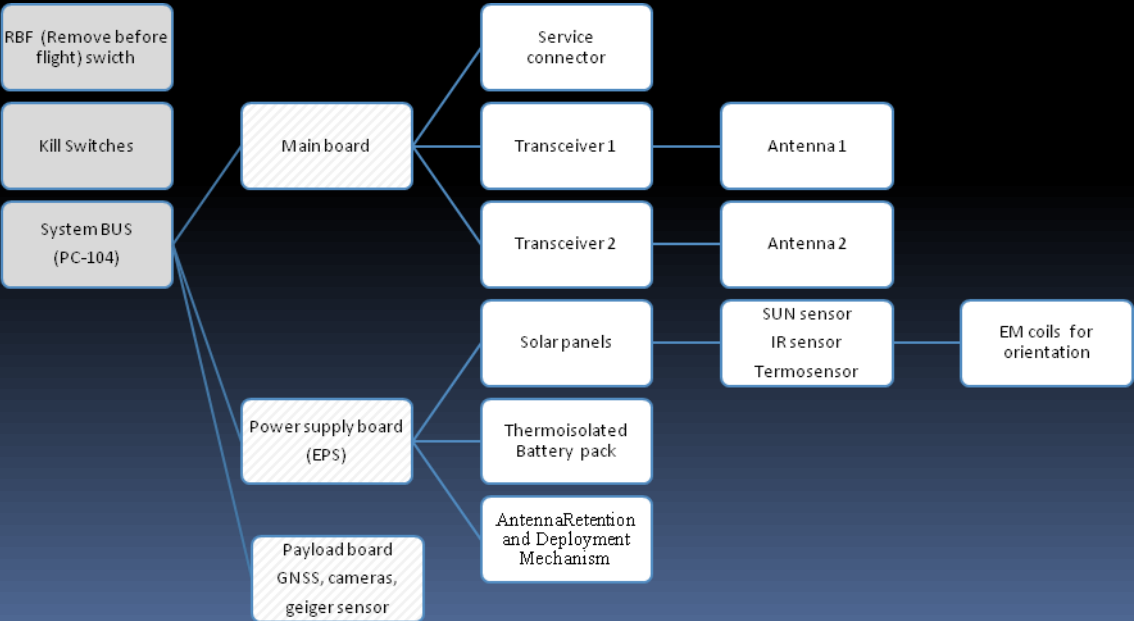 RBF (Remove before
flight) swicth
Service
connector
Kill Switches
Main board
Transceiver 1
Antenna 1
System BUS
(PC-104)
Transceiver 2
Antenna 2
Solar panels
SUN sensor
IR sensor
Termosensor
EM coils for
orientation
Power supply board
(EPS)
Thermoisolated
Battery pack
AntennaRetention
and Deployment
Mechanism
Payload board
GNSS, cameras,
geiger sensor